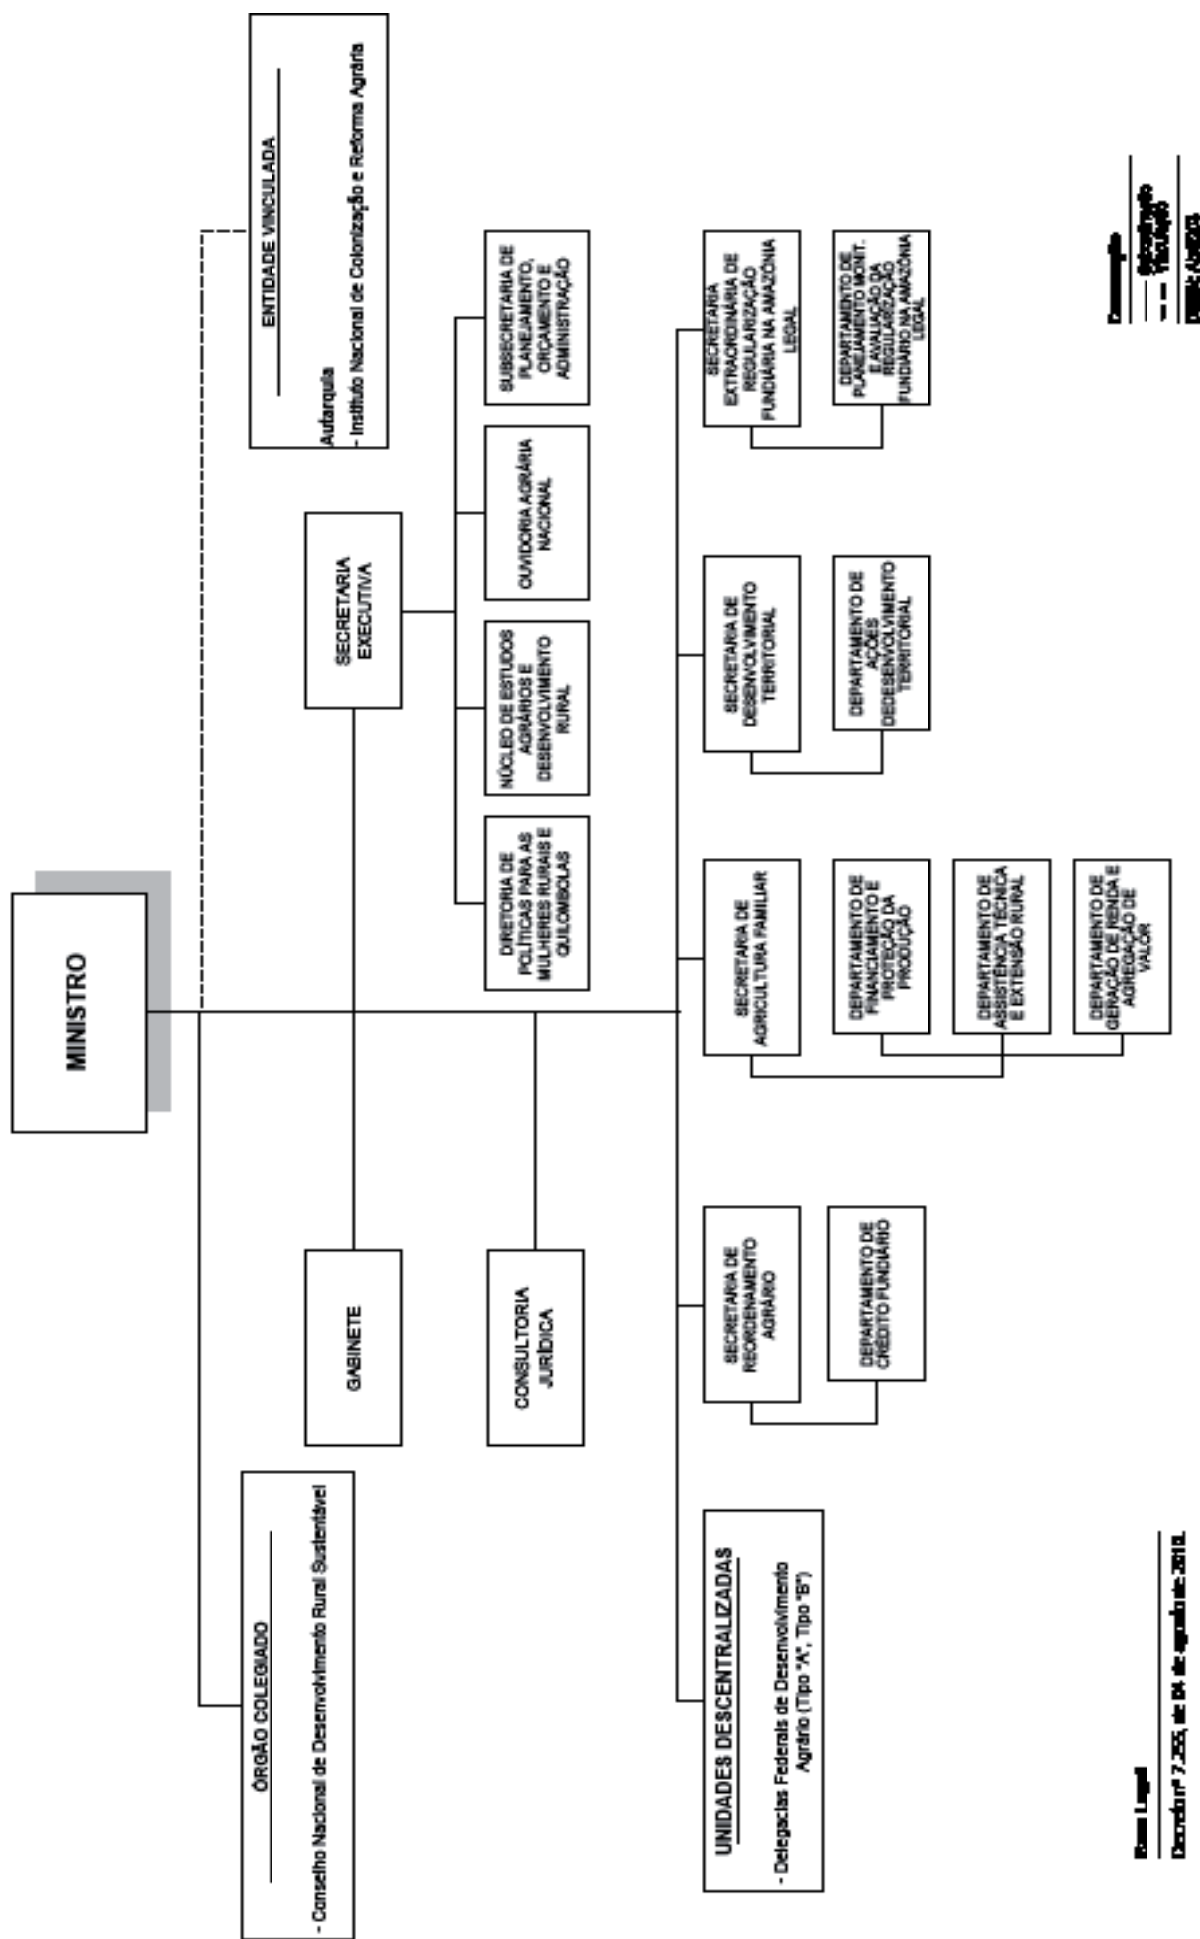 MINISTRO
ÓRGÃO COLEGIADO
- Conselho Nacional de Desenvolvimento Rural Sustentável
ENTIDADE VINCULADA
Autarquia
- Instituto Nacional de Colonização e Reforma Agrária
GABINETE
SECRETARIA
EXECUTIVA
CONSULTORIA
JURÍDICA
DIRETORIA DE
POLÍTICAS PARA AS
MULHERES RURAIS E
QUILOMBOLAS
NÚCLEO DE ESTUDOS
AGRÁRIOS E
DESENVOLVIMENTO
RURAL
OUVIDORIA AGRÁRIA
NACIONAL
SUBSECRETARIA DE
PLANEJAMENTO,
ORÇAMENTO E
ADMINISTRAÇÃO
UNIDADES DESCENTRALIZADAS
- Delegacias Federais de Desenvolvimento
Agrário (Tipo "A", Tipo "B")
SECRETARIA DE
REORDENAMENTO
AGRÁRIO
DEPARTAMENTO DE
CRÉDITO FUNDIÁRIO
SECRETARIA DE
AGRICULTURA FAMILIAR
DEPARTAMENTO DE
FINANCIAMENTO E
PROTEÇÃO DA
PRODUÇÃO
DEPARTAMENTO DE
ASSISTÊNCIA TÉCNICA
E EXTENSÃO RURAL
DEPARTAMENTO DE
GERAÇÃO DE RENDA E
AGREGAÇÃO DE
VALOR
SECRETARIA DE
DESENVOLVIMENTO
TERRITORIAL
DEPARTAMENTO DE
AÇÕES
DEDESENVOLVIMENTO
TERRITORIAL
SECRETARIA
EXTRAORDINÁRIA DE
REGULARIZAÇÃO
FUNDIÁRIA NA AMAZÔNIA
LEGAL
DEPARTAMENTO DE
PLANEJAMENTO MONIT.
E AVALIAÇÃO DA
REGULARIZAÇÃO
FUNDIÁRIO NA AMAZÔNIA
LEGAL
Base Legal
Decreto nº 7.255, de 04 de agosto de 2010.